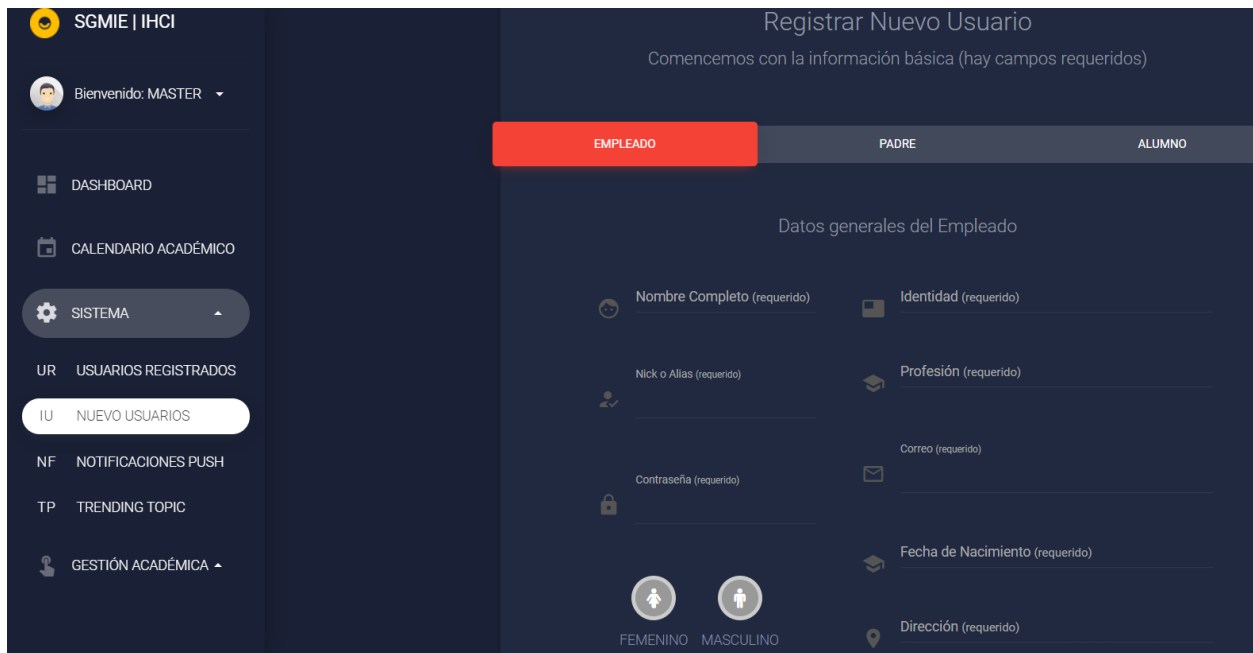 SGMIE | IHCI
Bienvenido: MASTER
DASHBOARD
CALENDARIO ACADÉMICO
SISTEMA
UR USUARIOS REGISTRADOS
IU NUEVO USUARIOS
NF NOTIFICACIONES PUSH
TP TRENDING TOPIC
GESTIÓN ACADÉMICA
Registrar Nuevo Usuario
Comencemos con la información básica (hay campos requeridos)
EMPLEADO PADRE ALUMNO
Datos generales del Empleado
Nombre Completo (requerido)
Identidad (requerido)
Nick o Alias (requerido)
Profesión (requerido)
Correo (requerido)
Contraseña (requerido)
Fecha de Nacimiento (requerido)
FEMENINO MASCULINO
Dirección (requerido)